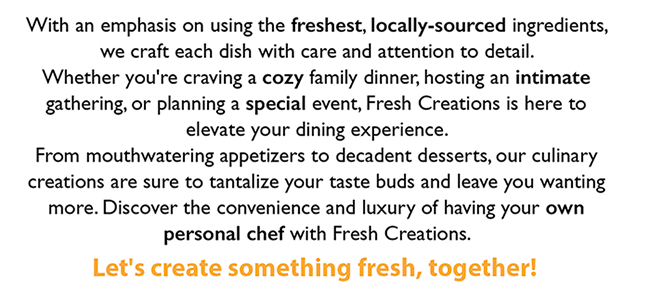 With an emphasis on using the freshest, locally-sourced ingredients,
we craft each dish with care and attention to detail.
Whether you're craving a cozy family dinner, hosting an intimate
gathering, or planning a special event, Fresh Creations is here to
elevate your dining experience.
From mouthwatering appetizers to decadent desserts, our culinary
creations are sure to tantalize your taste buds and leave you wanting
more. Discover the convenience and luxury of having your own
personal chef with Fresh Creations.
Let's create something fresh, together!